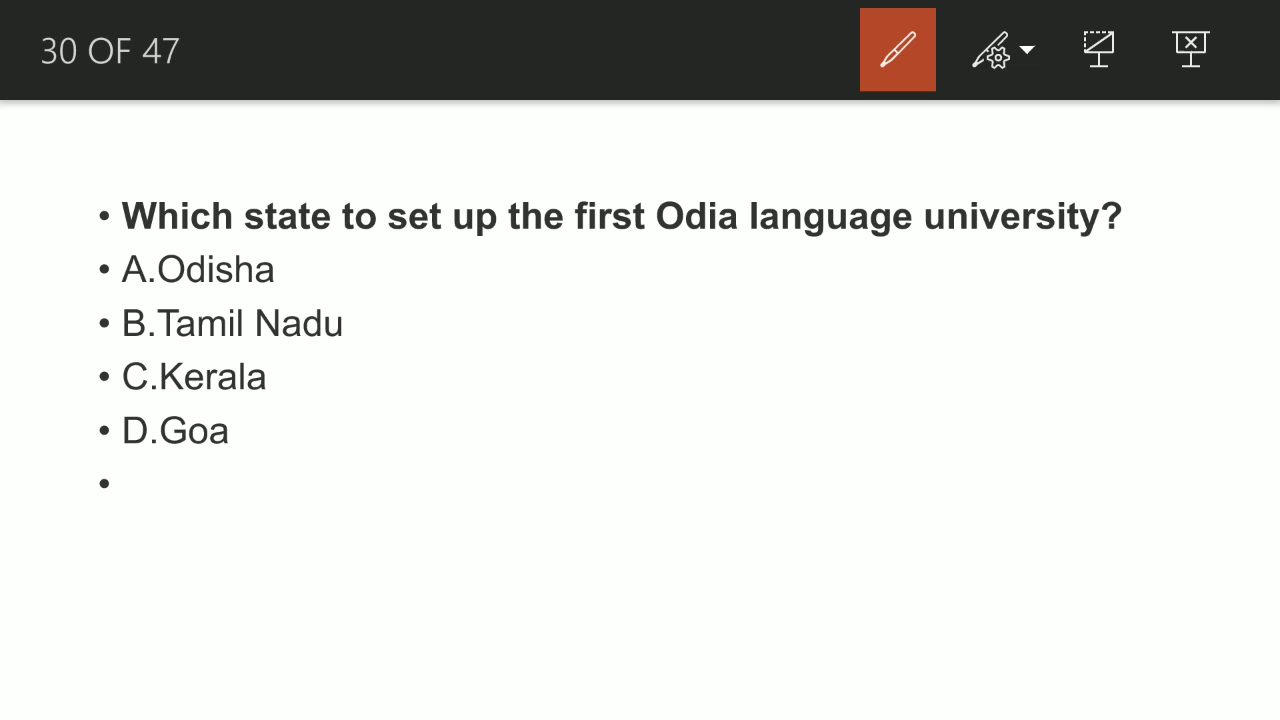 30 OF 47
• Which state to set up the first Odia language university?
• A.Odisha
• B.Tamil Nadu
• C.Kerala
• D.Goa
•